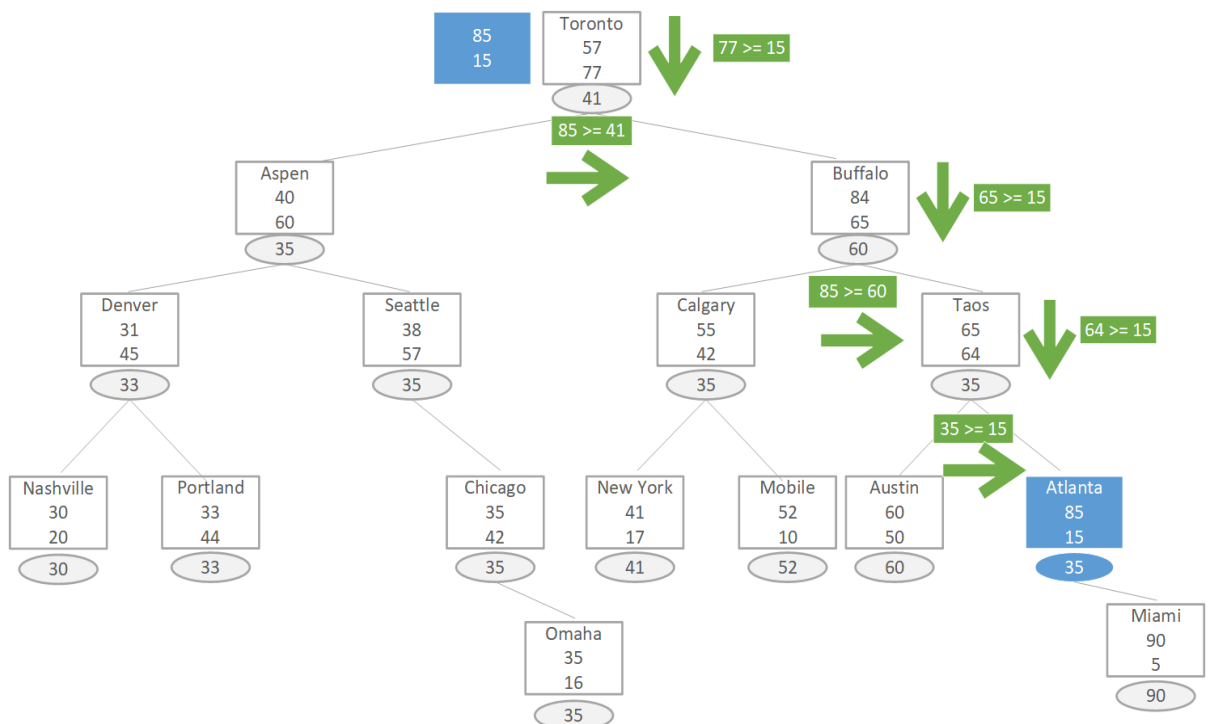 85
15
Toronto
57
77
41
77 >= 15
85 >= 41
Aspen
40
60
35
Buffalo
84
65
60
65 >= 15
85 >= 60
Denver
31
45
33
Seattle
38
57
35
Calgary
55
42
35
Taos
65
64
35
64 >= 15
35 >= 15
Nashville
30
20
30
Portland
33
44
33
Chicago
35
42
35
New York
41
17
41
Mobile
52
10
52
Austin
60
50
60
Atlanta
85
15
35
Omaha
35
16
35
Miami
90
5
90